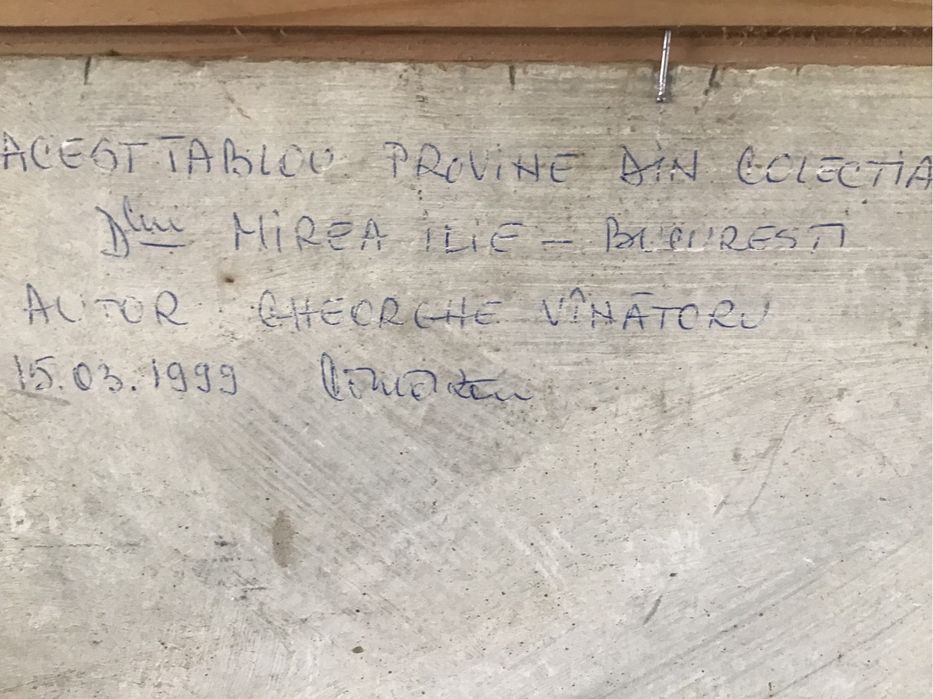 ACEST TABLOU PROVINE DIN COLECTIA
Dlui MIREA ILIE – BUCURESTI
AUTOR GHEORGHE VÎNĂTORU
15.03.1999